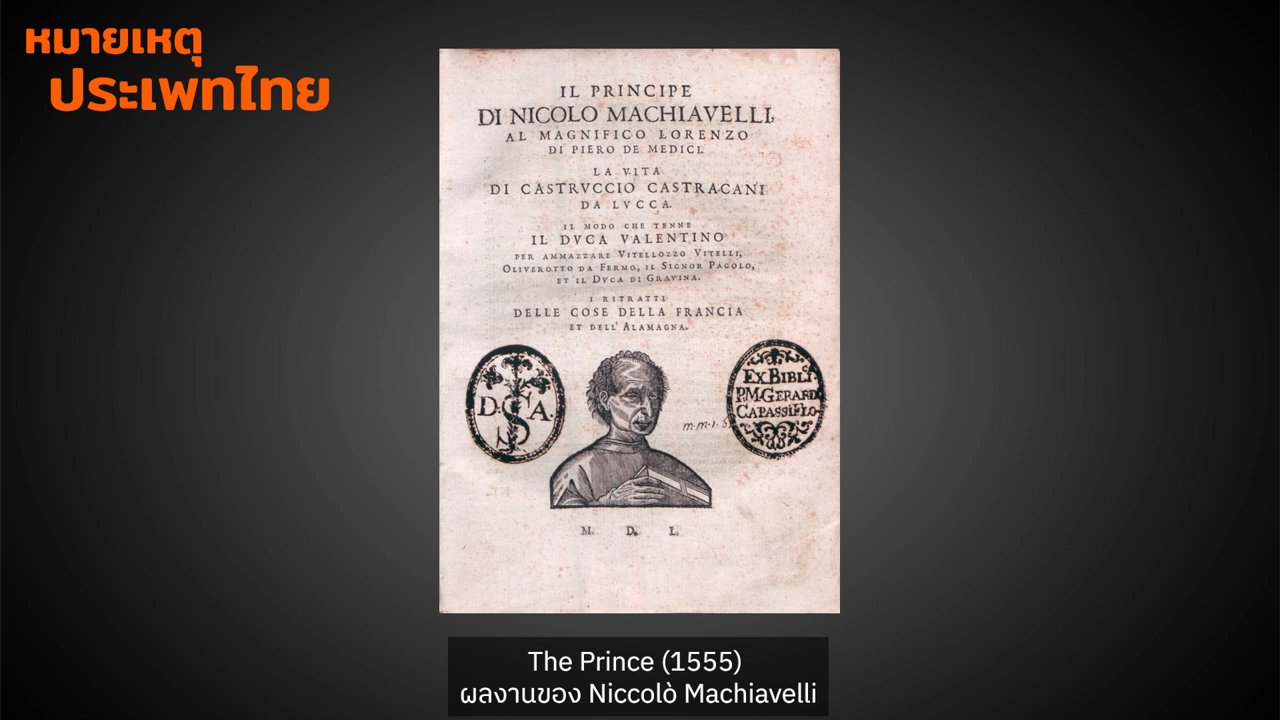 หมายเหตุ
ประเพทไทย
IL PRINCIPE
DI NICOLO MACHIAVELLI,
AL MAGNIFICO LORENZO
DI PIERO DE MEDICI.
LA VITA
DI CASTRVCCIO CASTRACANI
DA LVCCA.
IL MODO CHE TENNE
IL DVCA VALENTINO
PER AMMAZZARE VITELLOZZO VITELLI,
OLIVEROTTO DA FERMO, IL SIGNOR PAGOLO,
ET IL DVCA DI GRAVINA.
I RITRATTI
DELLE COSE DELLA FRANCIA
ET DELL' ALAMAGNA.
D. S A.
EX BIBL.
P.M. GERARD
CAPASSI FLO
M. D. L.
The Prince (1555)
ผลงานของ Niccolò Machiavelli